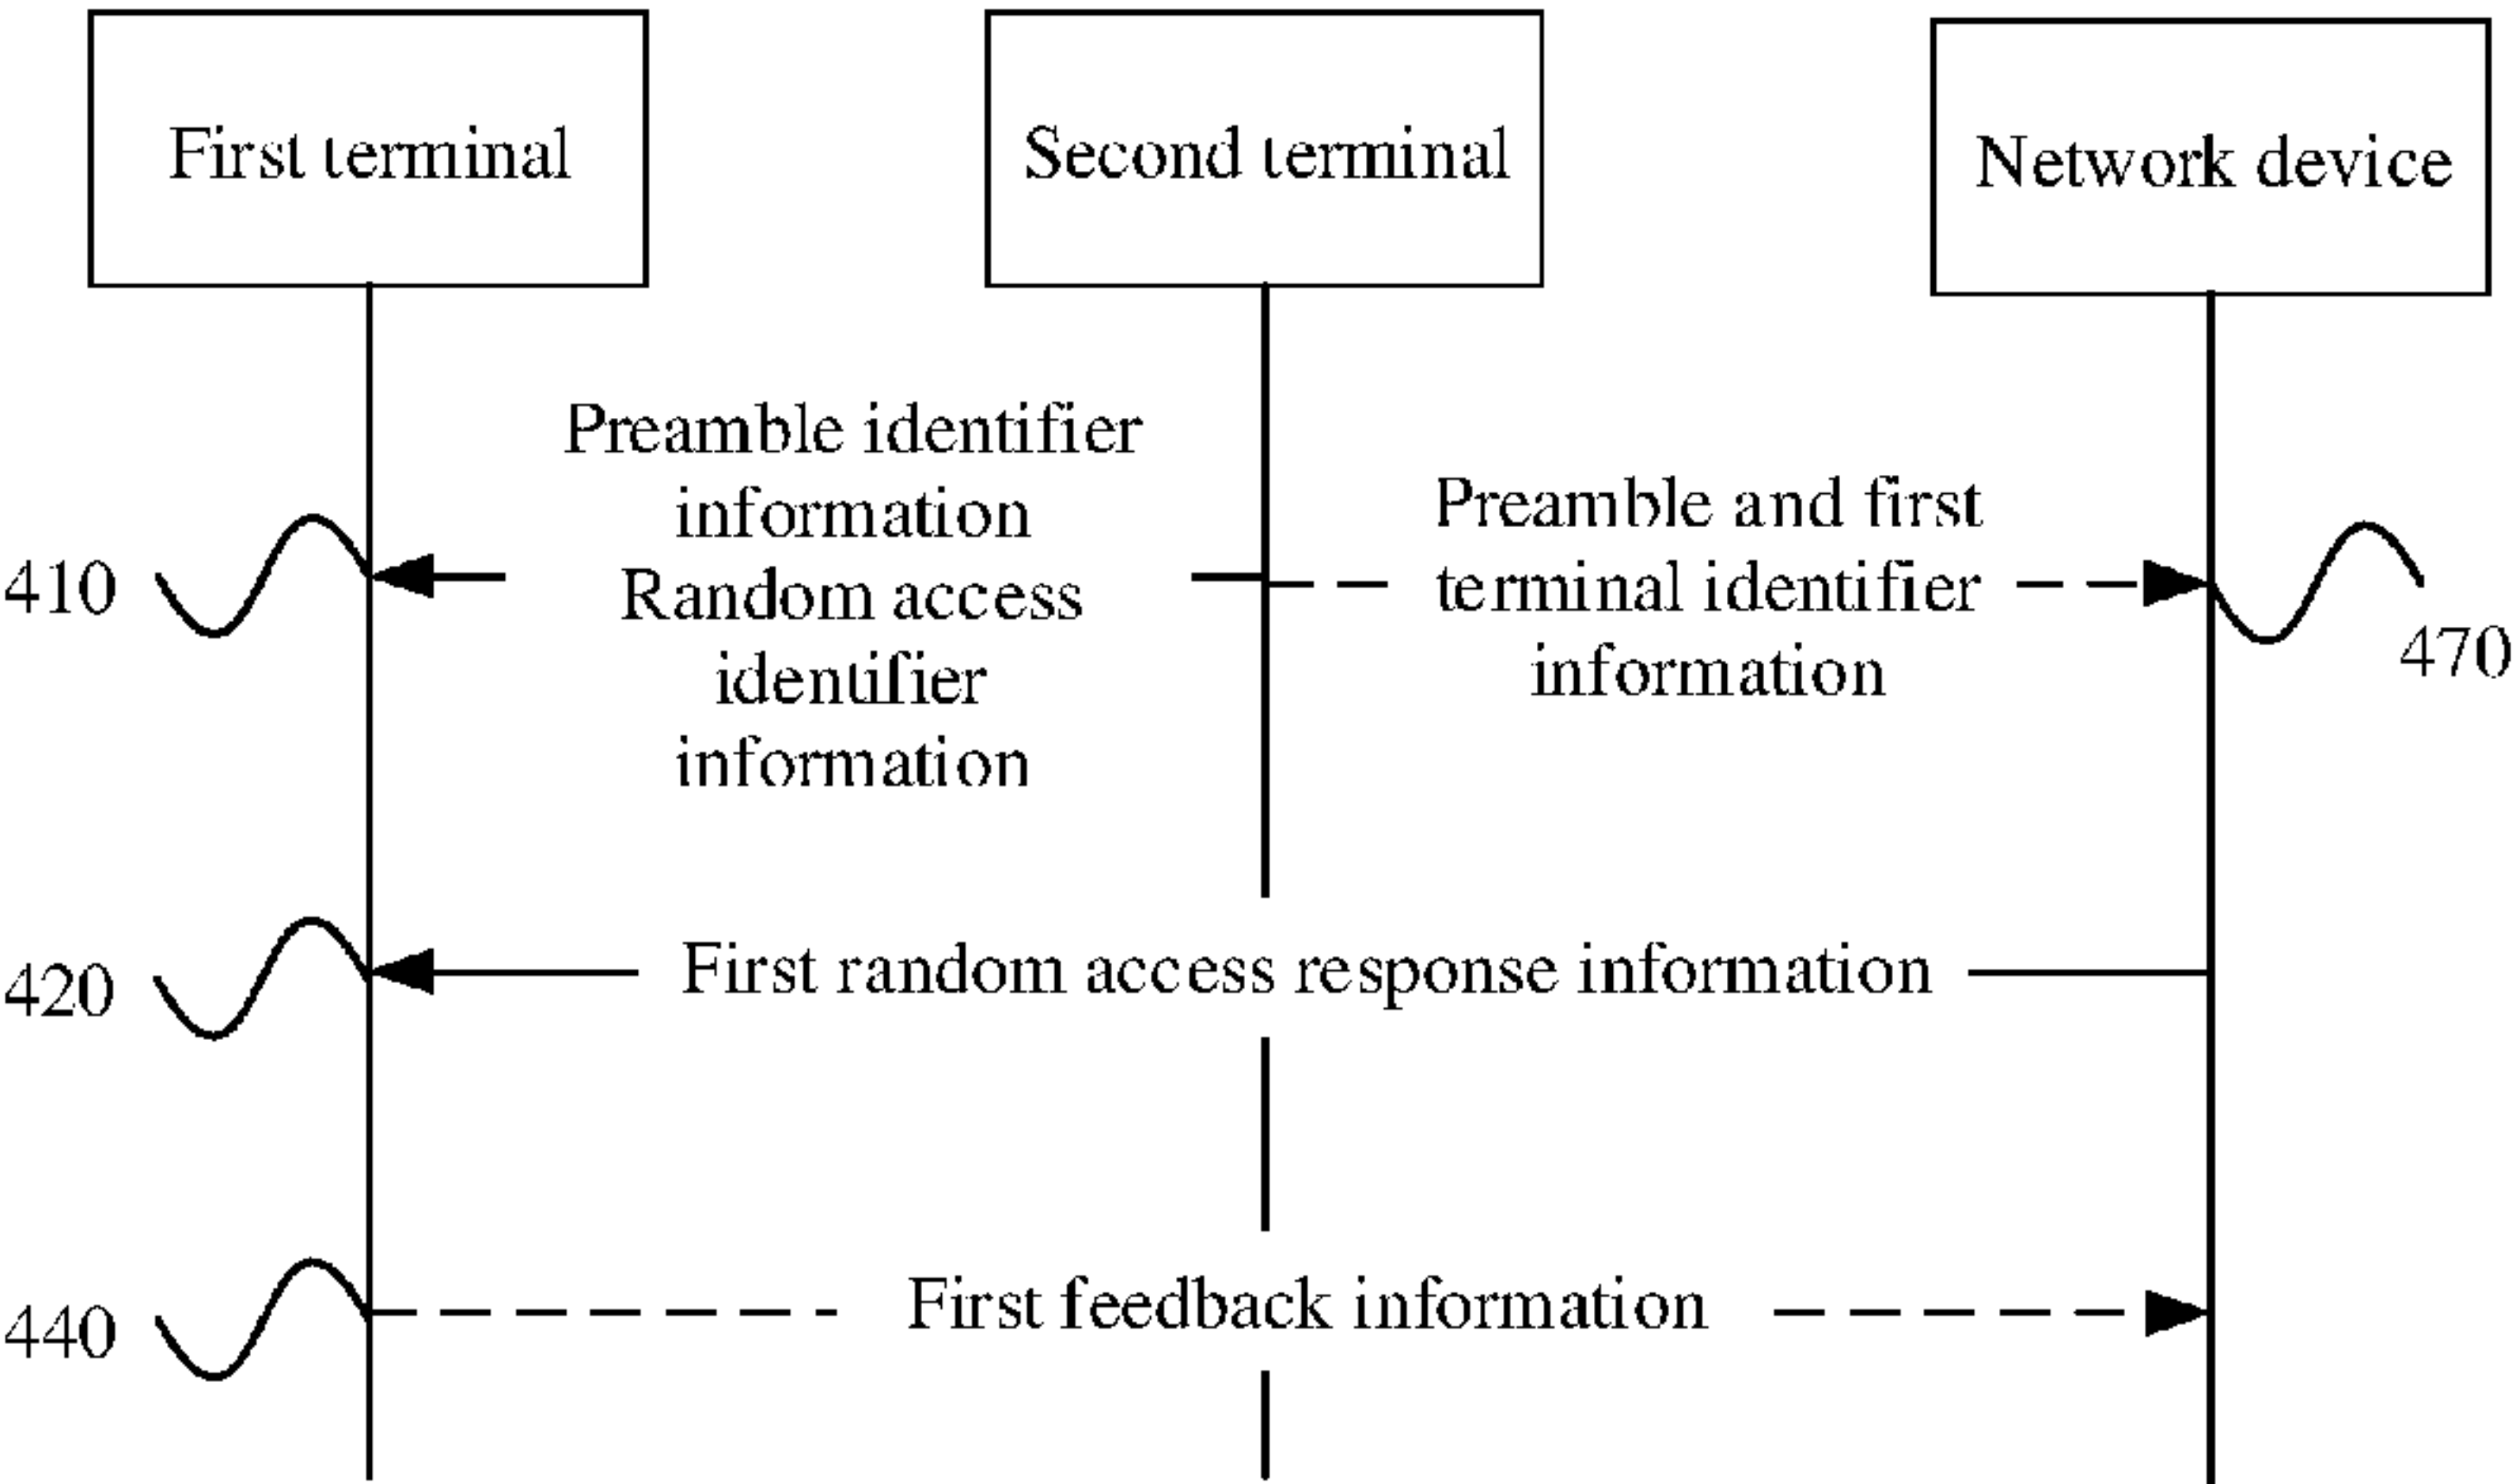 First terminal
Second terminal
Network device
Preamble identifier
information
Random access
identifier
information
Preamble and first
terminal identifier
information
410
470
420
First random access response information
440
First feedback information